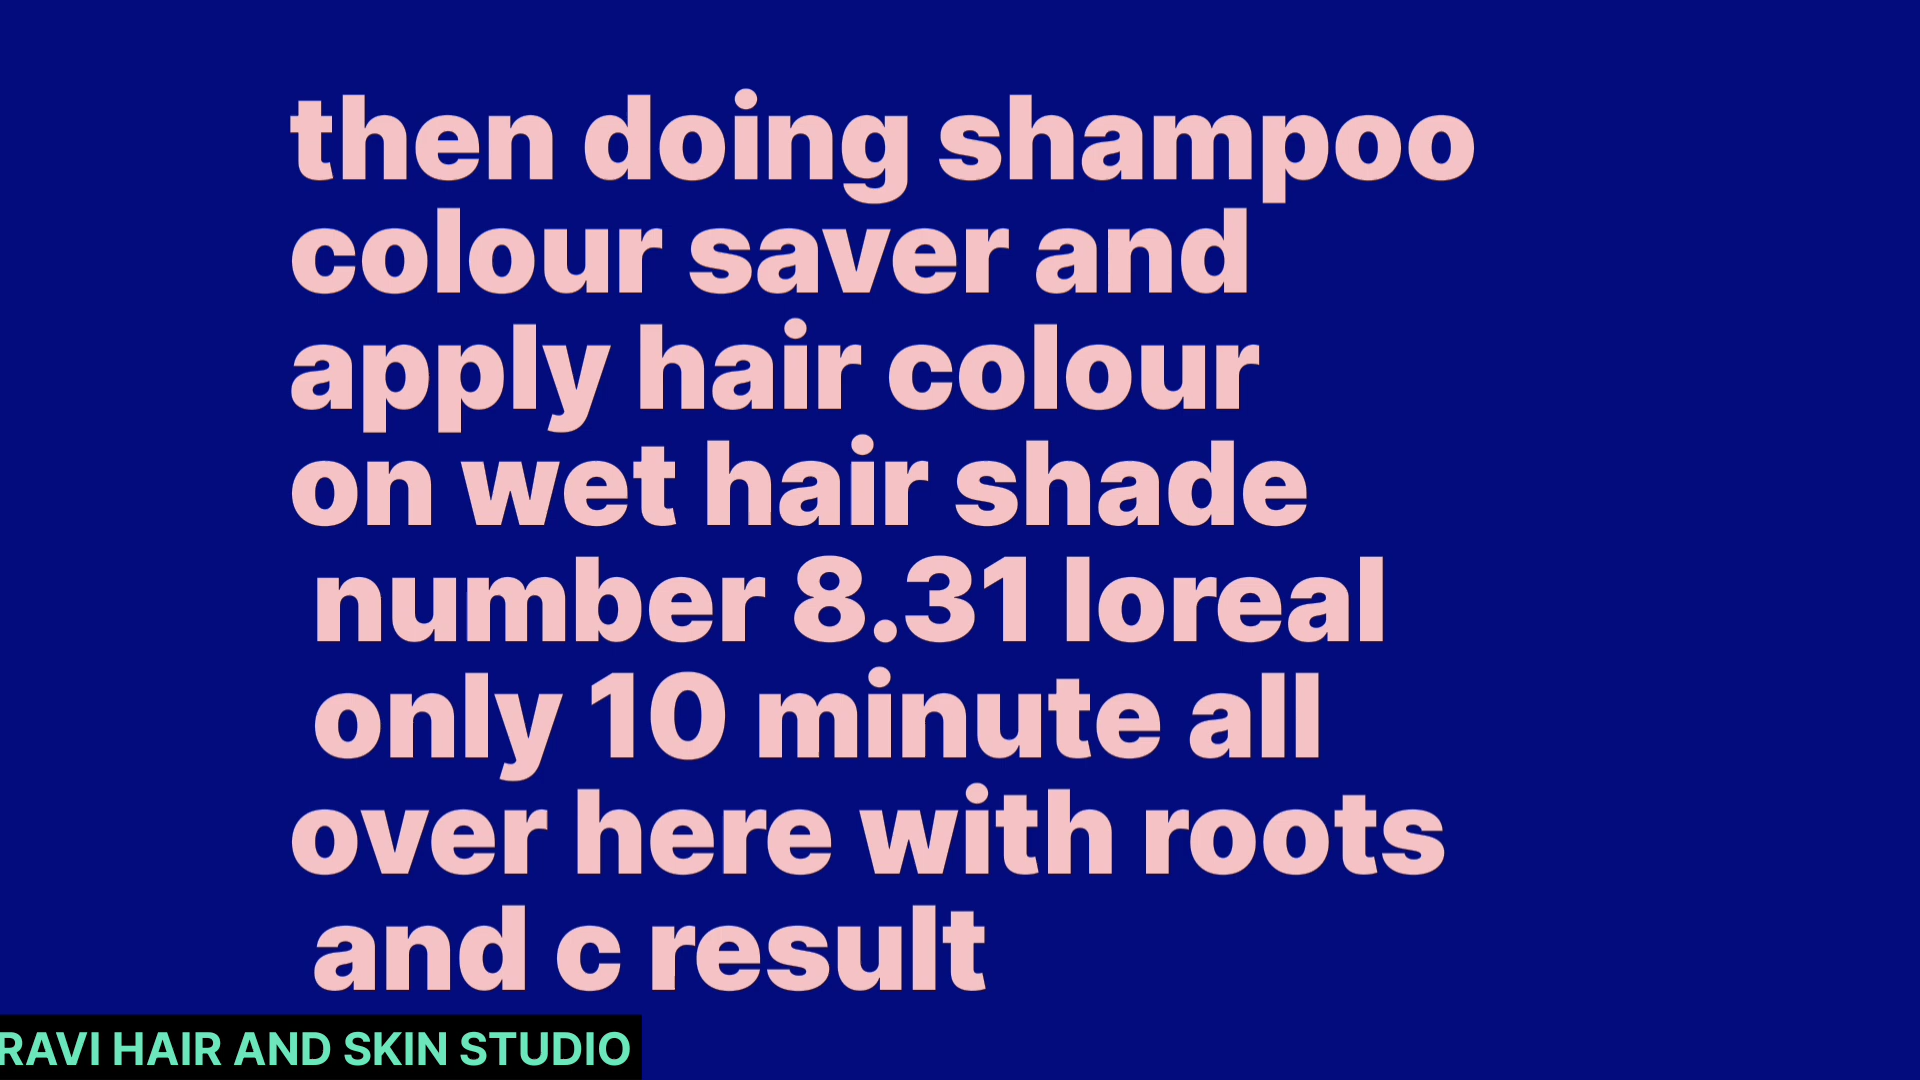 then doing shampoo
colour saver and
apply hair colour
on wet hair shade
number 8.31 loreal
only 10 minute all
over here with roots
and c result
RAVI HAIR AND SKIN STUDIO